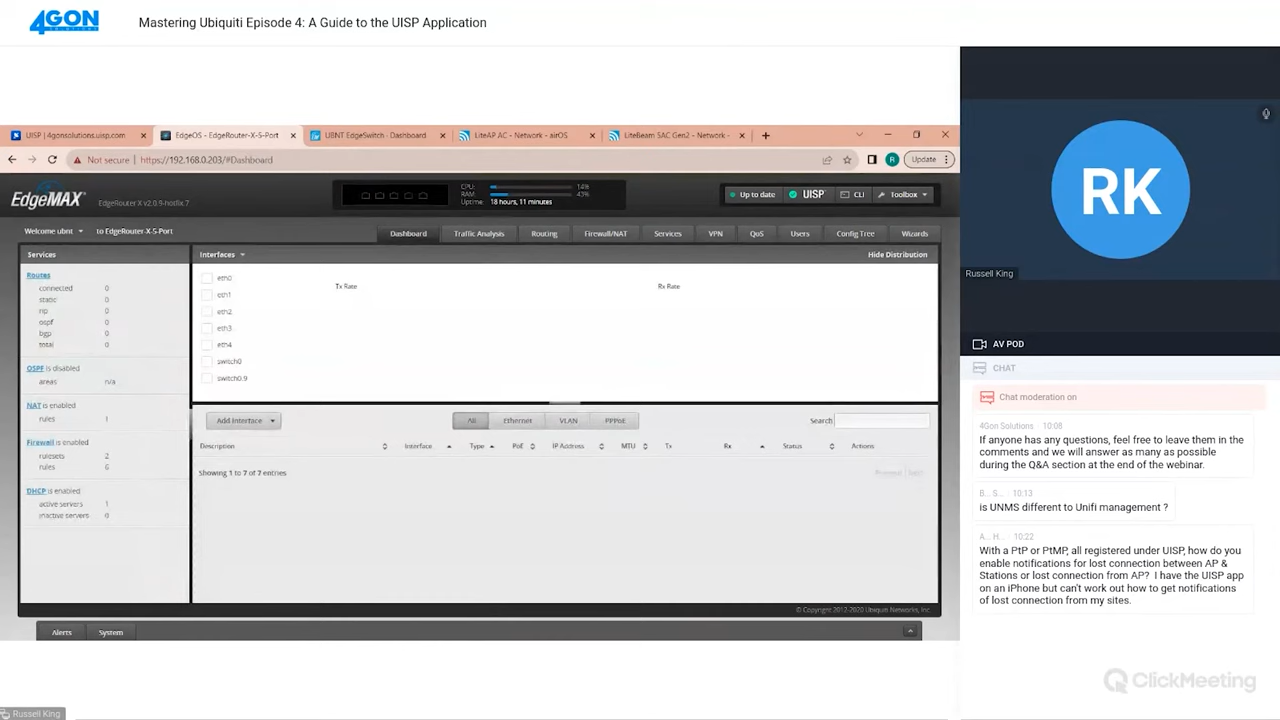 4GON
SOLUTIONS
Mastering Ubiquiti Episode 4: A Guide to the UISP Application
UISP | 4gonsolutions.uisp.com
EdgeOS - EdgeRouter-X-5-Port
UBNT EdgeSwitch - Dashboard
LiteAP AC - Network - airOS
LiteBeam 5AC Gen2 - Network -
Not secure
https://192.168.0.203/#Dashboard
R
Update
EdgeMAX
EdgeRouter X v2.0.9-hotfix.7
CPU: 14%
RAM: 43%
Uptime: 18 hours, 11 minutes
Up to date
UISP
CLI
Toolbox
Welcome ubnt
to EdgeRouter-X-5-Port
Dashboard
Traffic Analysis
Routing
Firewall/NAT
Services
VPN
QoS
Users
Config Tree
Wizards
Services
Routes
connected 0
static 0
rip 0
ospf 0
bgp 0
total 0
OSPF is disabled
areas n/a
NAT is enabled
rules 1
Firewall is enabled
rulesets 2
rules 6
DHCP is enabled
active servers 1
inactive servers 0
Interfaces
Hide Distribution
eth0
eth1
eth2
eth3
eth4
switch0
switch0.9
Tx Rate
Rx Rate
Add Interface
All
Ethernet
VLAN
PPPoE
Search
Description
Interface
Type
PoE
IP Address
MTU
Tx
Rx
Status
Actions
Showing 1 to 7 of 7 entries
© Copyright 2012-2020 Ubiquiti Networks, Inc.
Alerts
System
Russell King
RK
Russell King
AV POD
CHAT
Chat moderation on
4Gon Solutions 10:08
If anyone has any questions, feel free to leave them in the
comments and we will answer as many as possible
during the Q&A section at the end of the webinar.
B... S... 10:13
is UNMS different to Unifi management ?
A... H... 10:22
With a PtP or PtMP, all registered under UISP, how do you
enable notifications for lost connection between AP &
Stations or lost connection from AP? I have the UISP app
on an iPhone but can't work out how to get notifications
of lost connection from my sites.
ClickMeeting